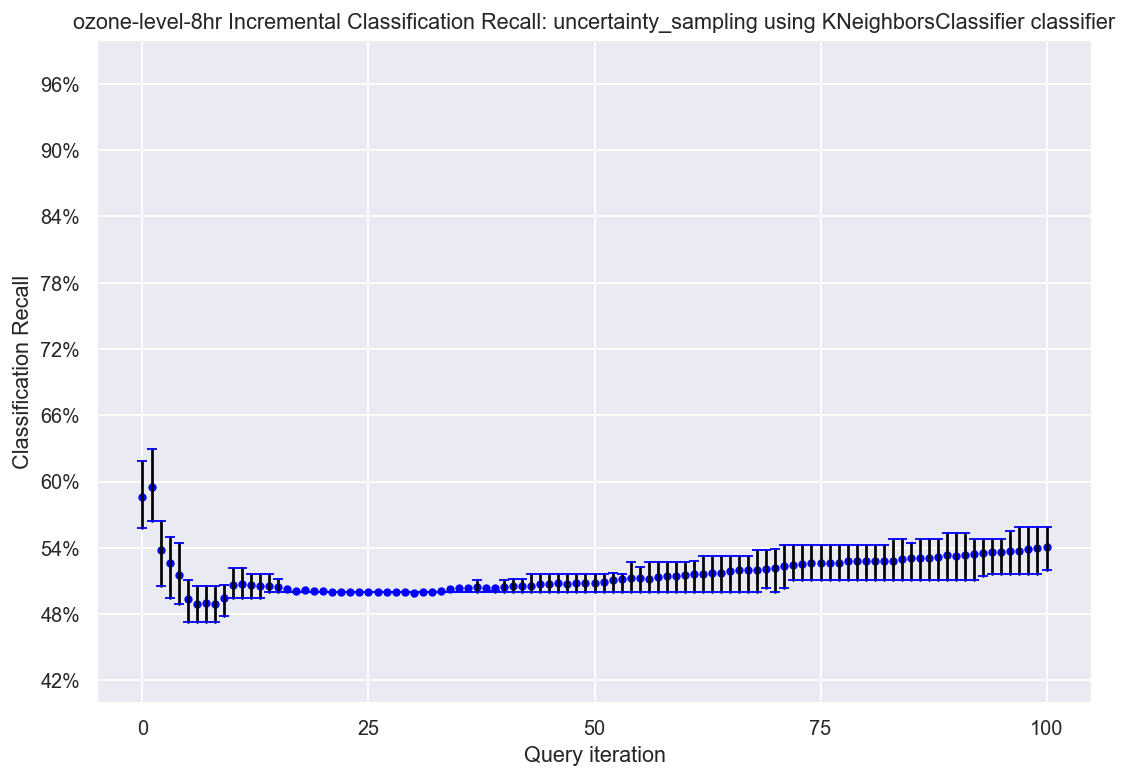 ozone-level-8hr Incremental Classification Recall: uncertainty_sampling using KNeighborsClassifier classifier
96%
90%
84%
78%
72%
66%
60%
54%
48%
42%
Classification Recall
0 25 50 75 100
Query iteration